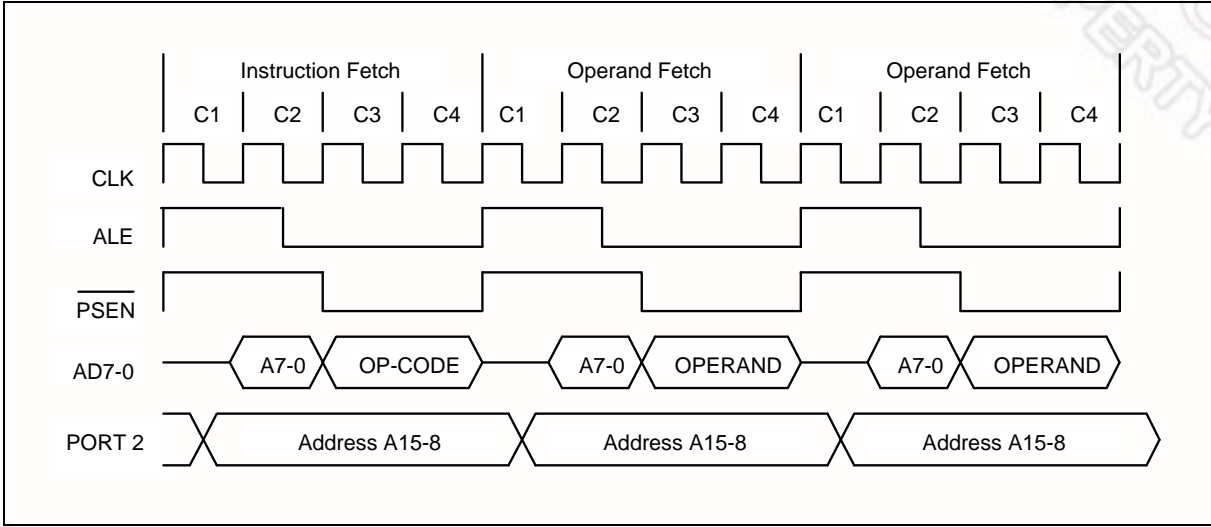 Instruction Fetch Operand Fetch Operand Fetch
C1 C2 C3 C4 C1 C2 C3 C4 C1 C2 C3 C4
CLK
ALE
PSEN
AD7-0 A7-0 OP-CODE A7-0 OPERAND A7-0 OPERAND
PORT 2 Address A15-8 Address A15-8 Address A15-8